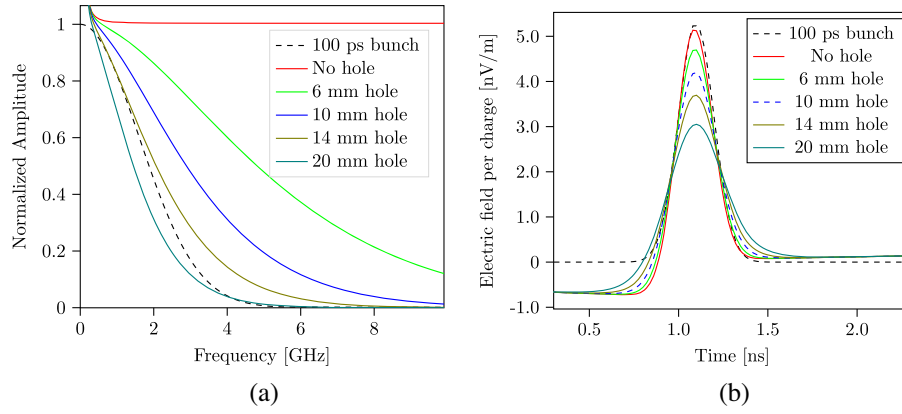 Normalized Amplitude
1
0.8
0.6
0.4
0.2
0
0
2
4
6
8
Frequency [GHz]
100 ps bunch
No hole
6 mm hole
10 mm hole
14 mm hole
20 mm hole
(a)
Electric field per charge [nV/m]
5.0
4.0
3.0
2.0
1.0
0
-1.0
0.5
1.0
1.5
2.0
Time [ns]
100 ps bunch
No hole
6 mm hole
10 mm hole
14 mm hole
20 mm hole
(b)